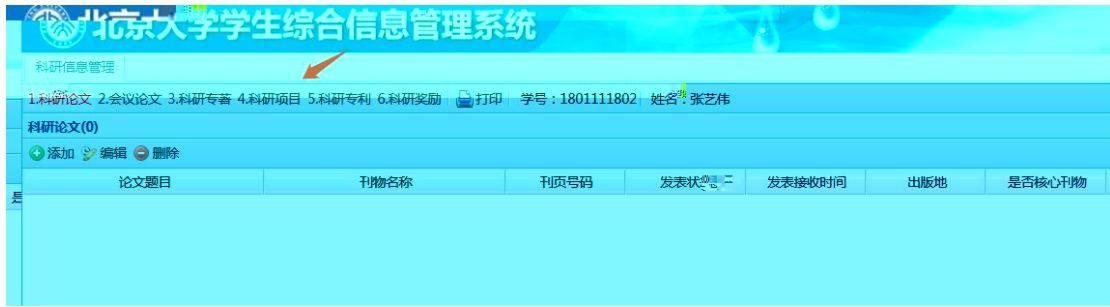 北京大学学生综合信息管理系统
科研信息管理
1.科研论文 2.会议论文 3.科研专著 4.科研项目 5.科研专利 6.科研奖励 打印 学号：1801111802 姓名：张艺伟
科研论文(0)
添加 编辑 删除
论文题目 刊物名称 刊页号码 发表状 发表接收时间 出版地 是否核心刊物
是